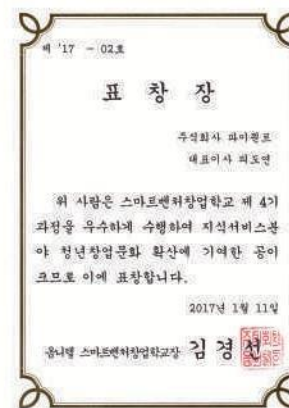 제 '17 - 02호
표 창 장
주식회사 파이퀀트
대표이사 피도연
위 사람은 스마트벤처창업학교 제 4기
과정을 우수하게 수행하여 지식서비스분
야 청년창업문화 확산에 기여한 공이
크므로 이에 표창합니다.
2017년 1월 11일
옴니텔 스마트벤처창업학교장 김 경 선